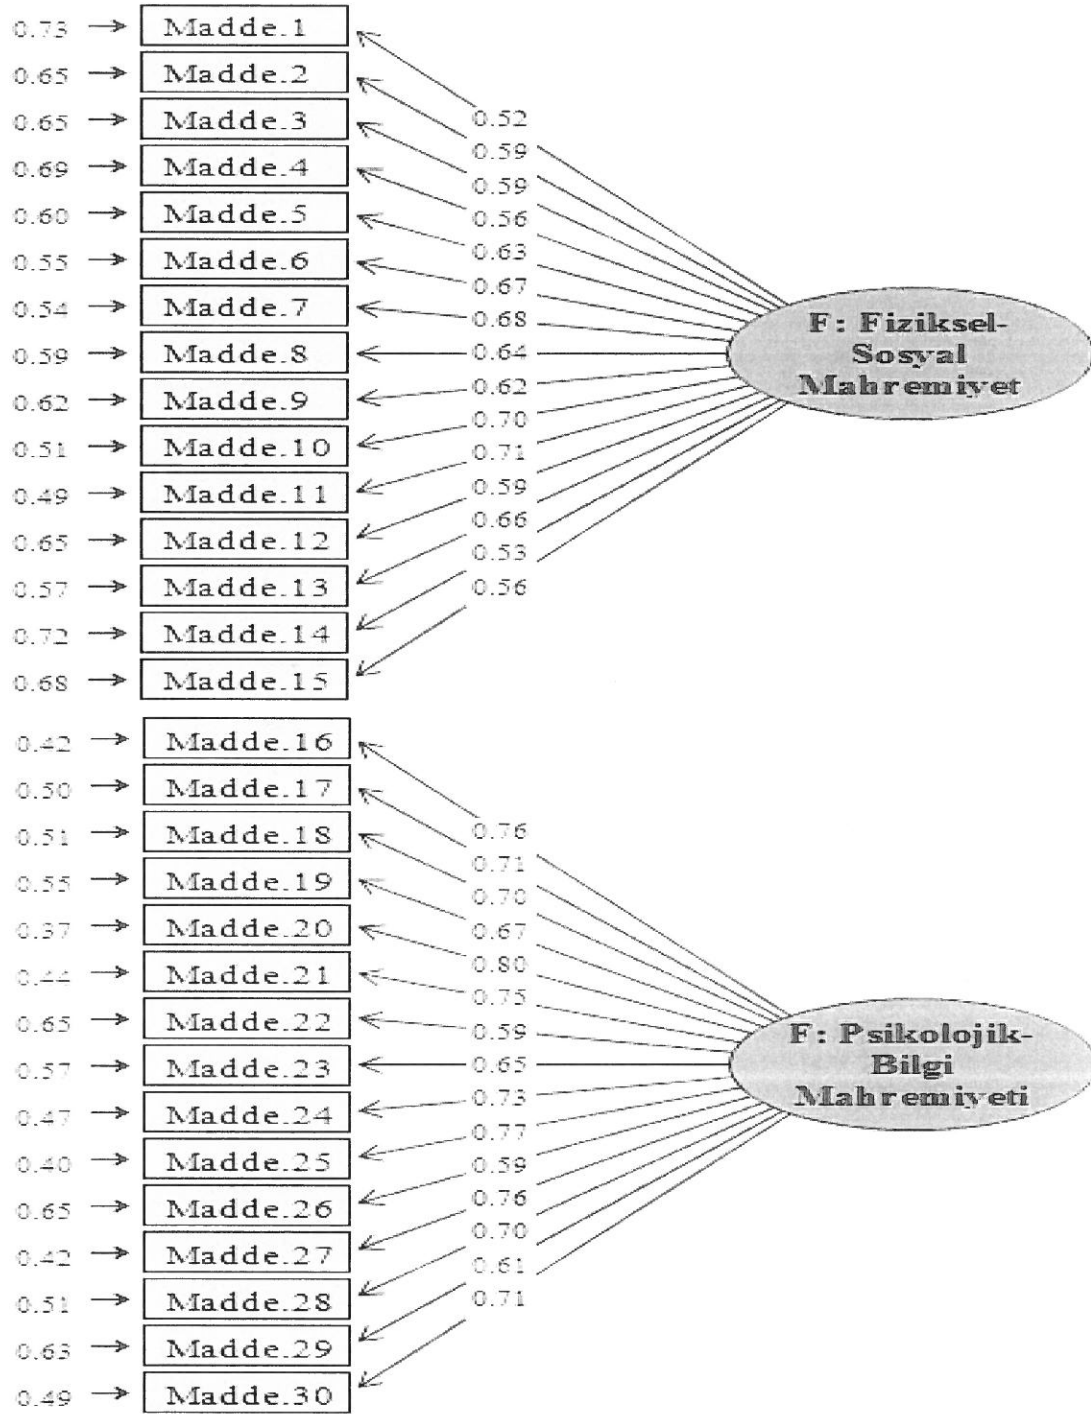 0.73 Madde.1
0.65 Madde.2
0.65 Madde.3
0.69 Madde.4
0.60 Madde.5
0.55 Madde.6
0.54 Madde.7
0.59 Madde.8
0.62 Madde.9
0.51 Madde.10
0.49 Madde.11
0.65 Madde.12
0.57 Madde.13
0.72 Madde.14
0.68 Madde.15
0.52
0.59
0.59
0.56
0.63
0.67
0.68
0.64
0.62
0.70
0.71
0.59
0.66
0.53
0.56
F: Fiziksel-
Sosyal
Mahremiyet
0.42 Madde.16
0.50 Madde.17
0.51 Madde.18
0.55 Madde.19
0.37 Madde.20
0.44 Madde.21
0.65 Madde.22
0.57 Madde.23
0.47 Madde.24
0.40 Madde.25
0.65 Madde.26
0.42 Madde.27
0.51 Madde.28
0.63 Madde.29
0.49 Madde.30
0.76
0.71
0.70
0.67
0.80
0.75
0.59
0.65
0.73
0.77
0.59
0.76
0.70
0.61
0.71
F: Psikolojik-
Bilgi
Mahremiyeti